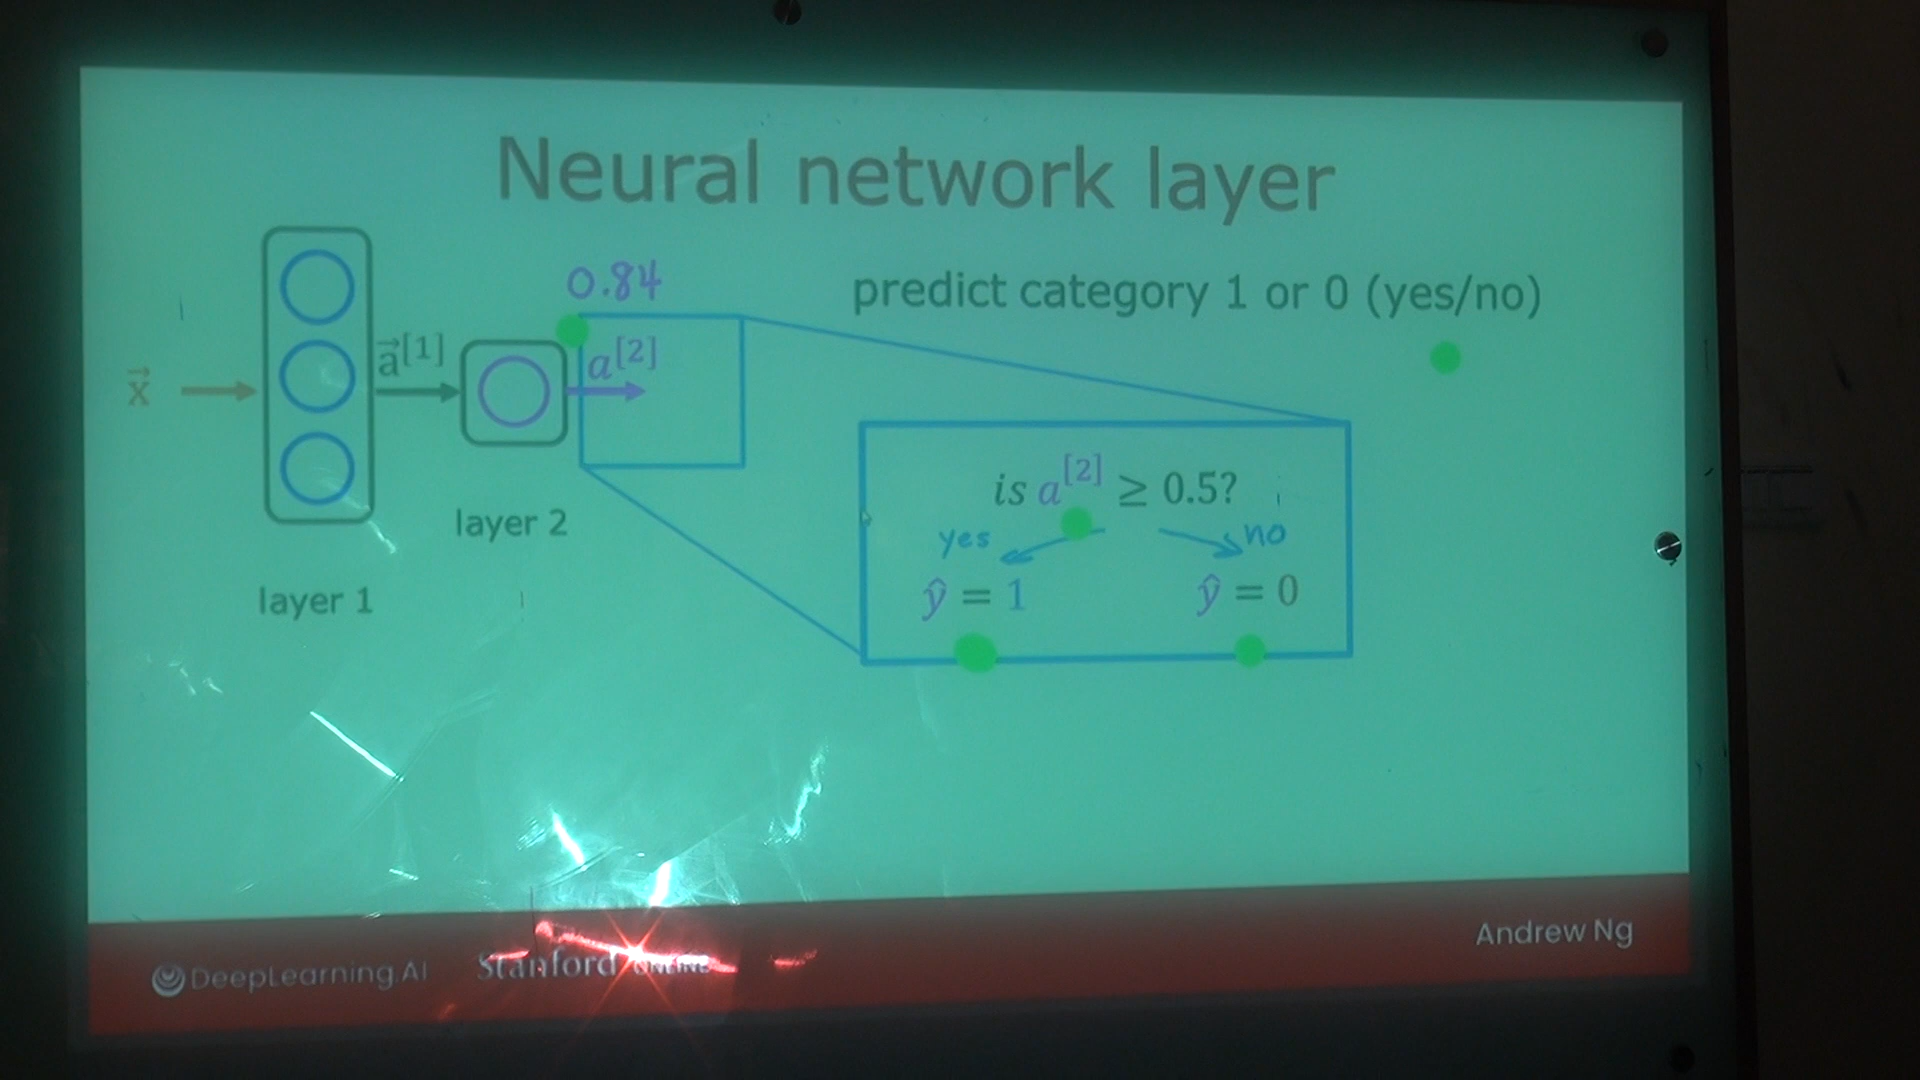 Neural network layer
0.84
predict category 1 or 0 (yes/no)
x⃗
a⃗[1]
a[2]
is a[2] ≥ 0.5?
yes
no
ŷ = 1
ŷ = 0
layer 2
layer 1
DeepLearning.AI
Stanford ONLINE
Andrew Ng